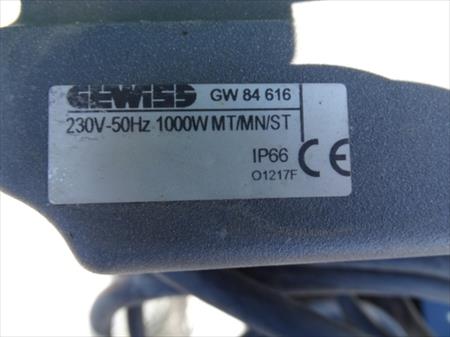 GEWISS GW 84 616
230V-50Hz 1000W MT/MN/ST
IP66 CE
O1217F